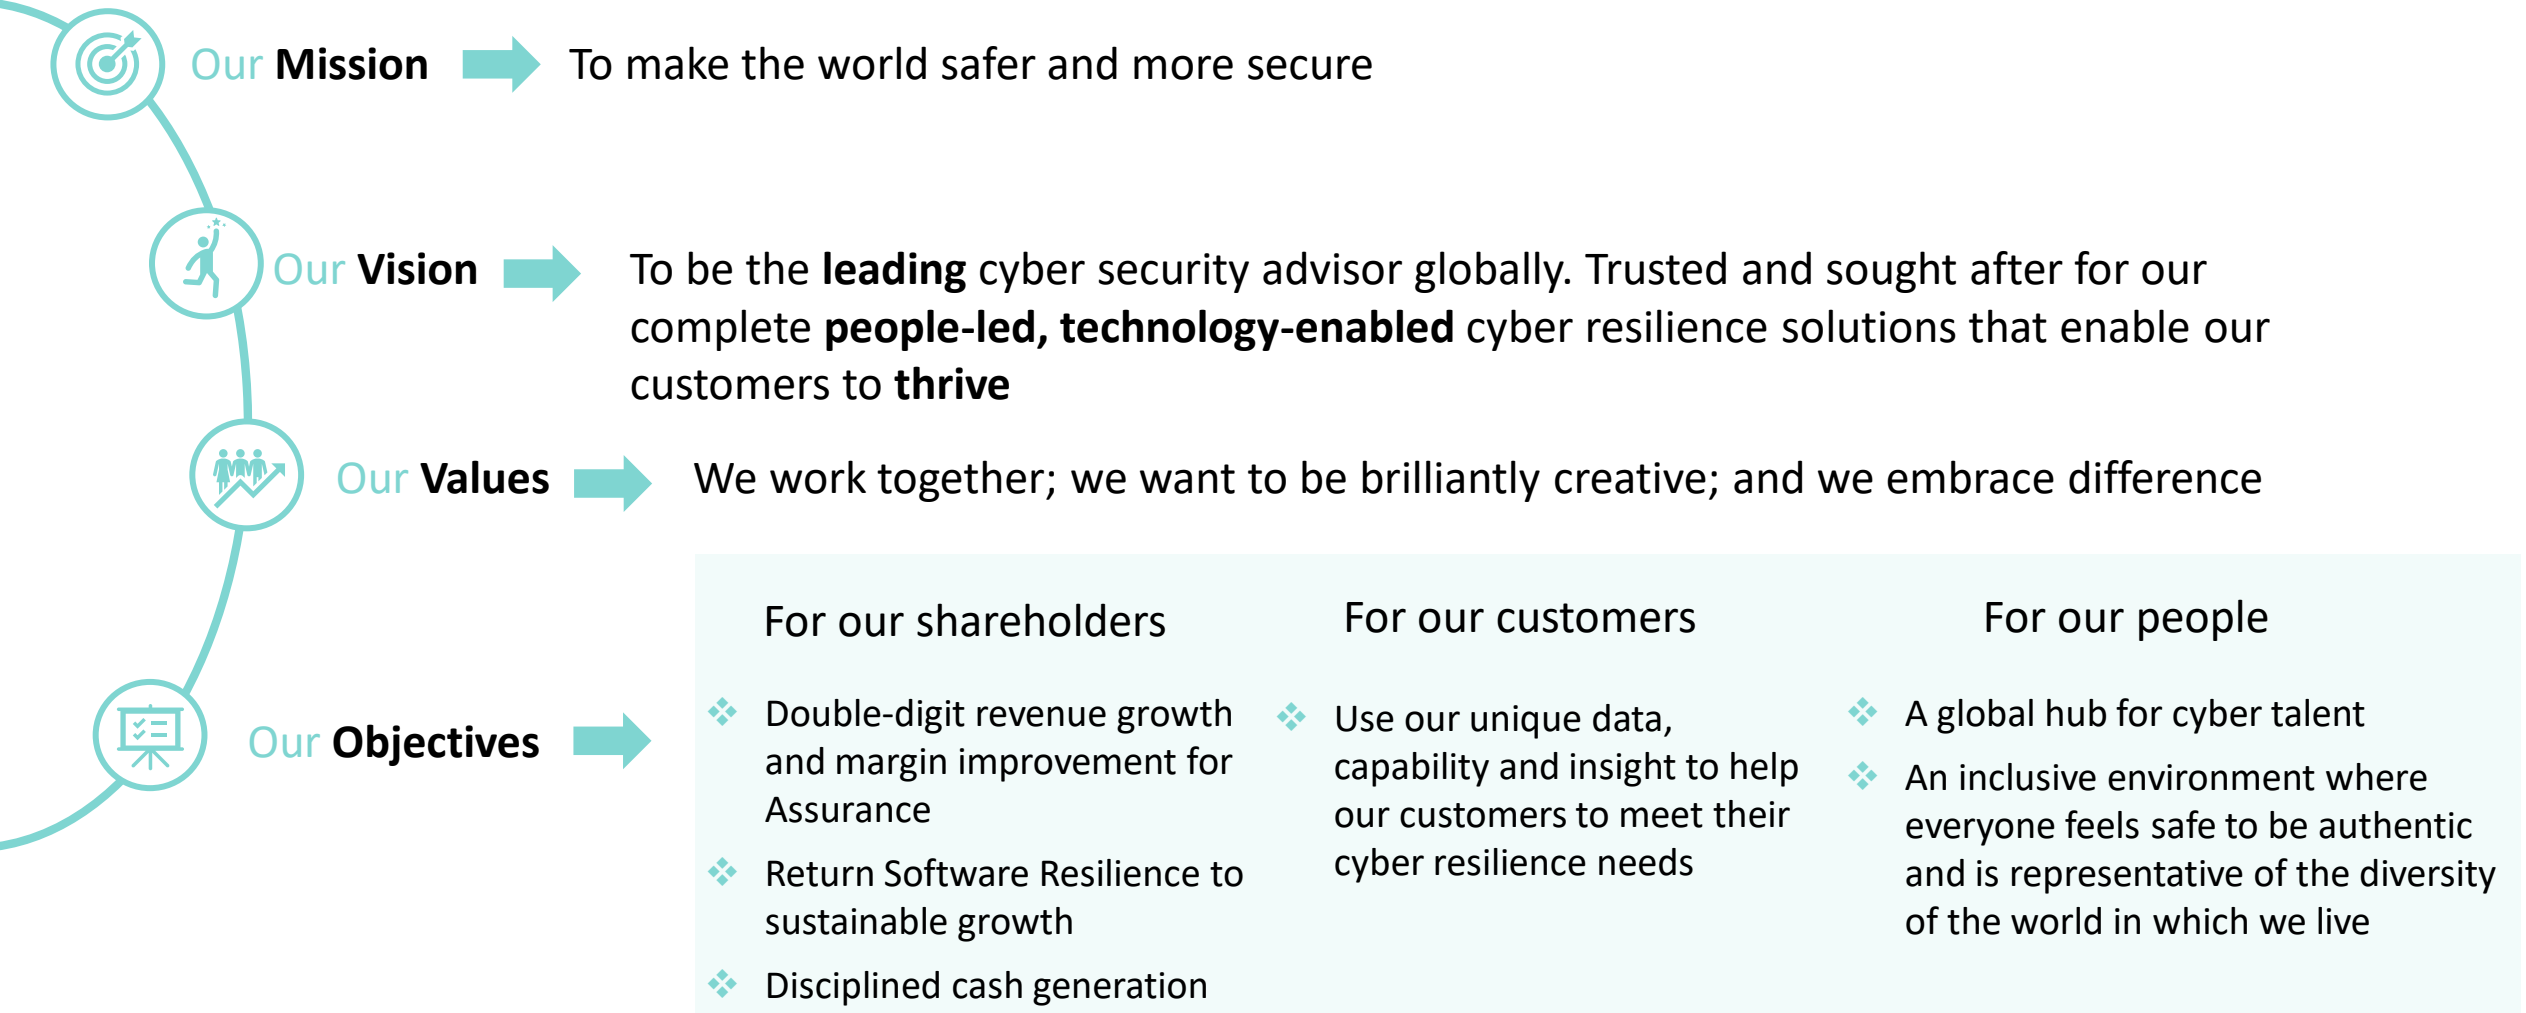 Our Mission
To make the world safer and more secure
Our Vision
To be the leading cyber security advisor globally. Trusted and sought after for our
complete people-led, technology-enabled cyber resilience solutions that enable our
customers to thrive
Our Values
We work together; we want to be brilliantly creative; and we embrace difference
Our Objectives
For our shareholders
Double-digit revenue growth
and margin improvement for
Assurance
Return Software Resilience to
sustainable growth
Disciplined cash generation
For our customers
Use our unique data,
capability and insight to help
our customers to meet their
cyber resilience needs
For our people
A global hub for cyber talent
An inclusive environment where
everyone feels safe to be authentic
and is representative of the diversity
of the world in which we live